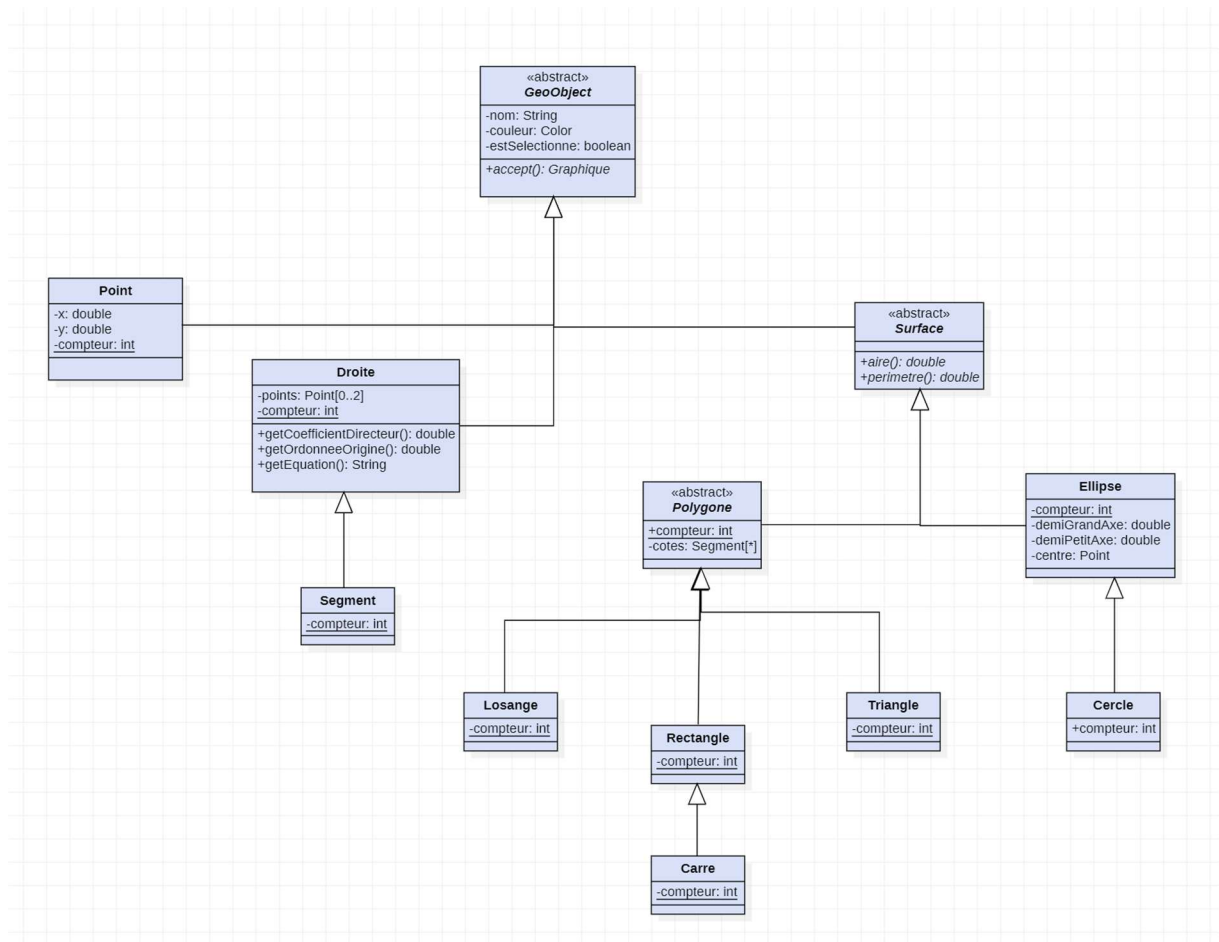 «abstract»
GeoObject
-nom: String
-couleur: Color
-estSelectionne: boolean
+accept(): Graphique
Point
-x: double
-y: double
-compteur: int
Droite
-points: Point[0..2]
-compteur: int
+getCoefficientDirecteur(): double
+getOrdonneeOrigine(): double
+getEquation(): String
«abstract»
Surface
+aire(): double
+perimetre(): double
«abstract»
Polygone
+compteur: int
-cotes: Segment[*]
Ellipse
-compteur: int
-demiGrandAxe: double
-demiPetitAxe: double
-centre: Point
Segment
-compteur: int
Losange
-compteur: int
Rectangle
-compteur: int
Triangle
-compteur: int
Cercle
+compteur: int
Carre
-compteur: int